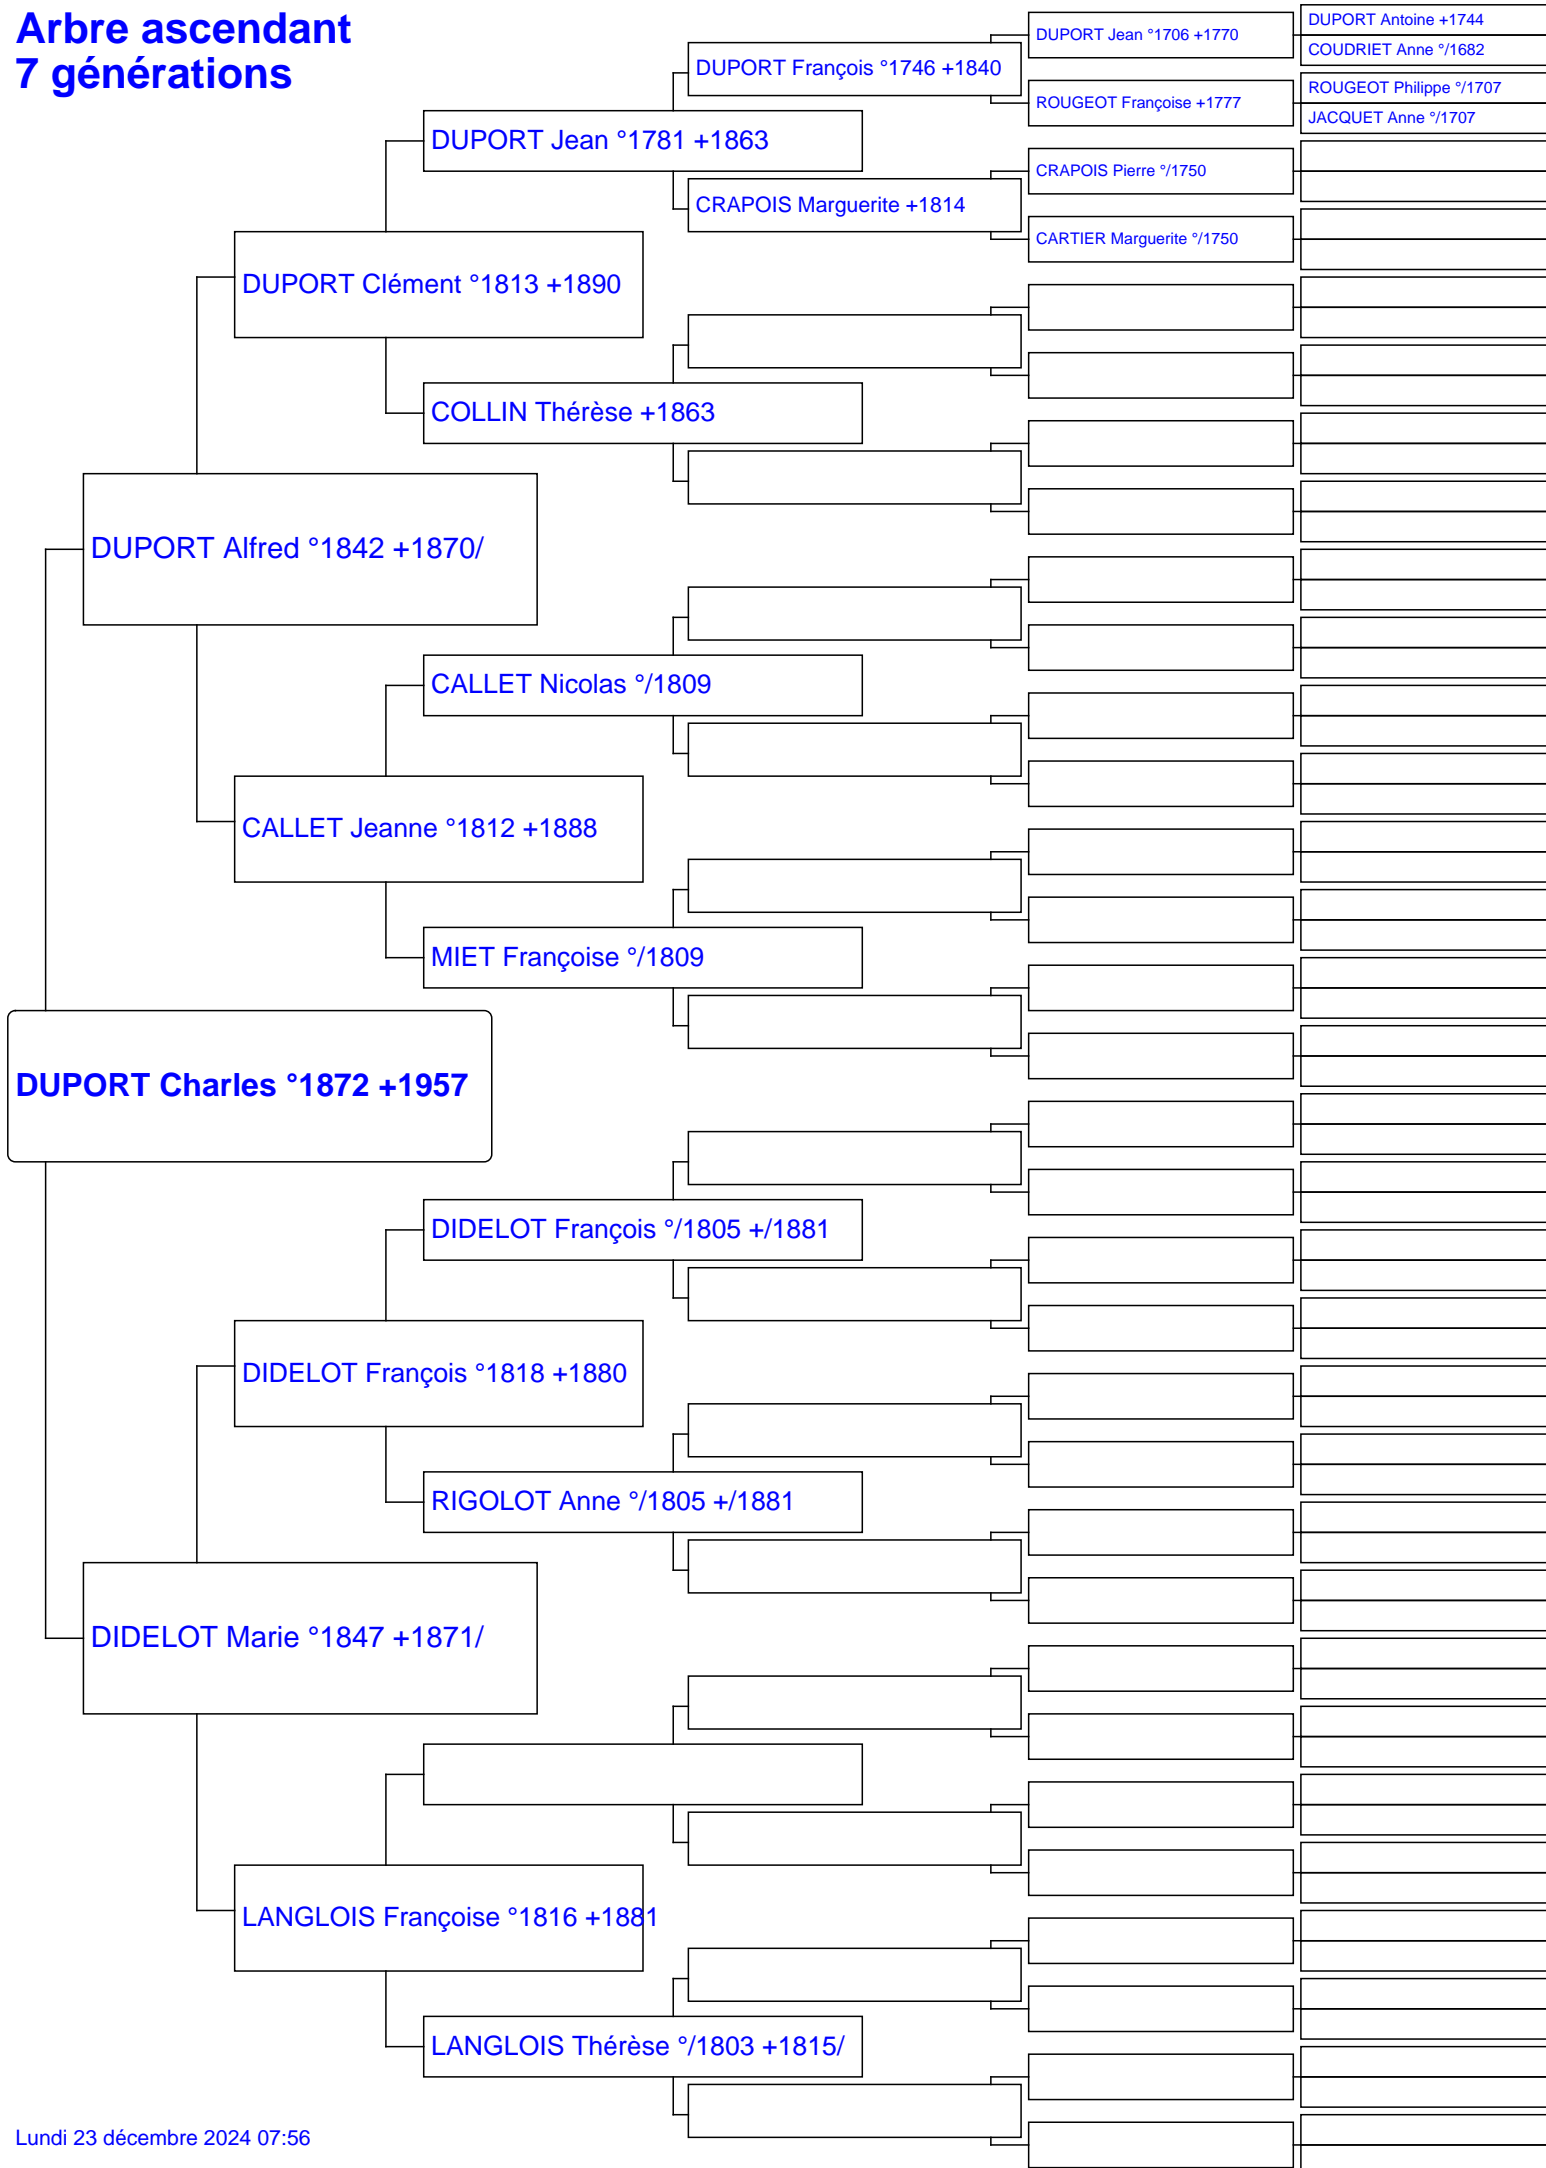 Arbre ascendant
7 générations
DUPORT Jean °1706 +1770
DUPORT Antoine +1744
COUDRIET Anne °/1682
DUPORT François °1746 +1840
ROUGEOT Françoise +1777
ROUGEOT Philippe °/1707
JACQUET Anne °/1707
DUPORT Jean °1781 +1863
CRAPOIS Pierre °/1750
CRAPOIS Marguerite +1814
CARTIER Marguerite °/1750
DUPORT Clément °1813 +1890
COLLIN Thérèse +1863
DUPORT Alfred °1842 +1870/
CALLET Nicolas °/1809
CALLET Jeanne °1812 +1888
MIET Françoise °/1809
DUPORT Charles °1872 +1957
DIDELOT François °/1805 +/1881
DIDELOT François °1818 +1880
RIGOLOT Anne °/1805 +/1881
DIDELOT Marie °1847 +1871/
LANGLOIS Françoise °1816 +1881
LANGLOIS Thérèse °/1803 +1815/
Lundi 23 décembre 2024 07:56